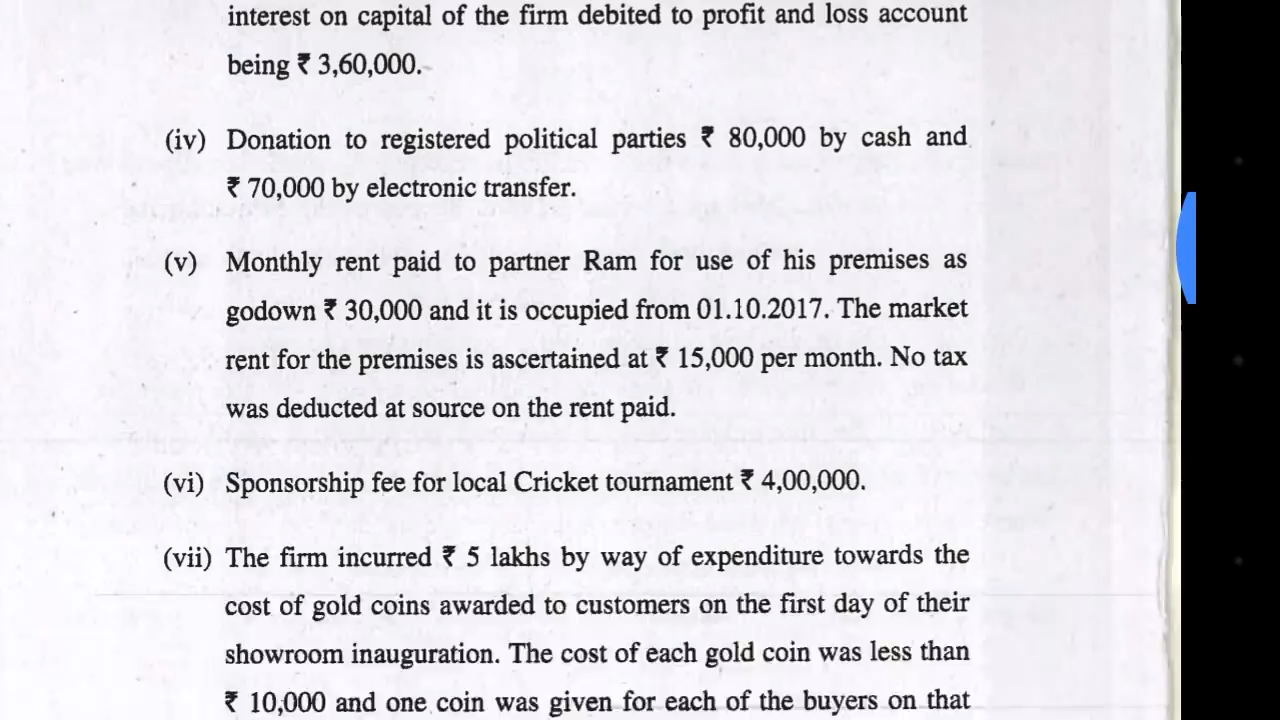 interest on capital of the firm debited to profit and loss account
being ₹ 3,60,000.
(iv) Donation to registered political parties ₹ 80,000 by cash and
₹ 70,000 by electronic transfer.
(v) Monthly rent paid to partner Ram for use of his premises as
godown ₹ 30,000 and it is occupied from 01.10.2017. The market
rent for the premises is ascertained at ₹ 15,000 per month. No tax
was deducted at source on the rent paid.
(vi) Sponsorship fee for local Cricket tournament ₹ 4,00,000.
(vii) The firm incurred ₹ 5 lakhs by way of expenditure towards the
cost of gold coins awarded to customers on the first day of their
showroom inauguration. The cost of each gold coin was less than
₹ 10,000 and one coin was given for each of the buyers on that